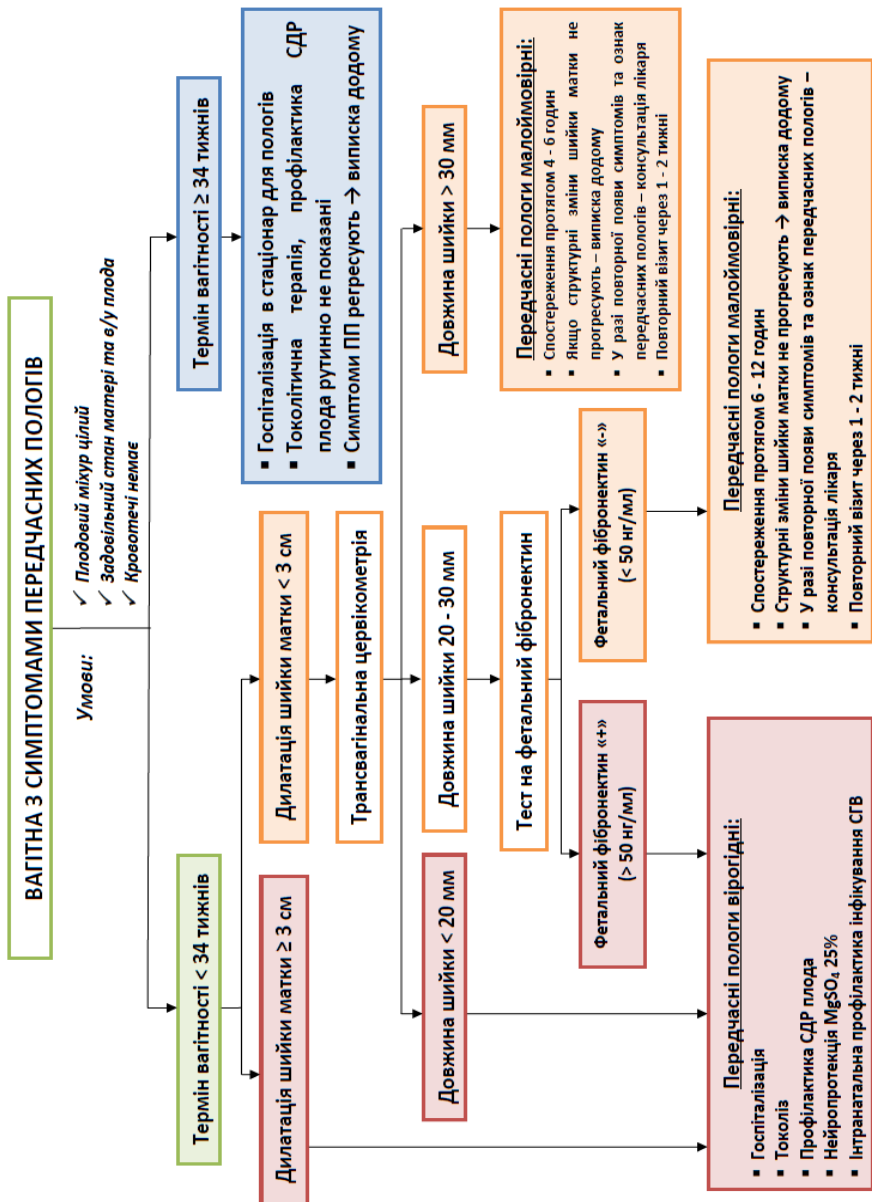 ВАГІТНА З СИМПТОМАМИ ПЕРЕДЧАСНИХ ПОЛОГІВ
Умови:
✓ Плодовий міхур цілий
✓ Задовільний стан матері та в/у плода
✓ Кровотечі немає
Термін вагітності < 34 тижнів
Термін вагітності ≥ 34 тижнів
Дилатація шийки матки ≥ 3 см
Дилатація шийки матки < 3 см
▪ Госпіталізація в стаціонар для пологів
▪ Токолітична терапія, профілактика СДР
плода рутинно не показані
▪ Симптоми ПП регресують → виписка додому
Трансвагінальна цервікометрія
Довжина шийки < 20 мм
Довжина шийки 20 - 30 мм
Довжина шийки > 30 мм
Тест на фетальний фібронектин
Передчасні пологи малоймовірні:
▪ Спостереження протягом 4 - 6 годин
▪ Якщо структурні зміни шийки матки не
прогресують – виписка додому
▪ У разі повторної появи симптомів та ознак
передчасних пологів – консультація лікаря
▪ Повторний візит через 1 - 2 тижні
Фетальний фібронектин «+»
(> 50 нг/мл)
Фетальний фібронектин «-»
(< 50 нг/мл)
Передчасні пологи вірогідні:
▪ Госпіталізація
▪ Токоліз
▪ Профілактика СДР плода
▪ Нейропротекція MgSO₄ 25%
▪ Інтранатальна профілактика інфікування СГВ
Передчасні пологи малоймовірні:
▪ Спостереження протягом 6 - 12 годин
▪ Структурні зміни шийки матки не прогресують → виписка додому
▪ У разі повторної появи симптомів та ознак передчасних пологів –
консультація лікаря
▪ Повторний візит через 1 - 2 тижні